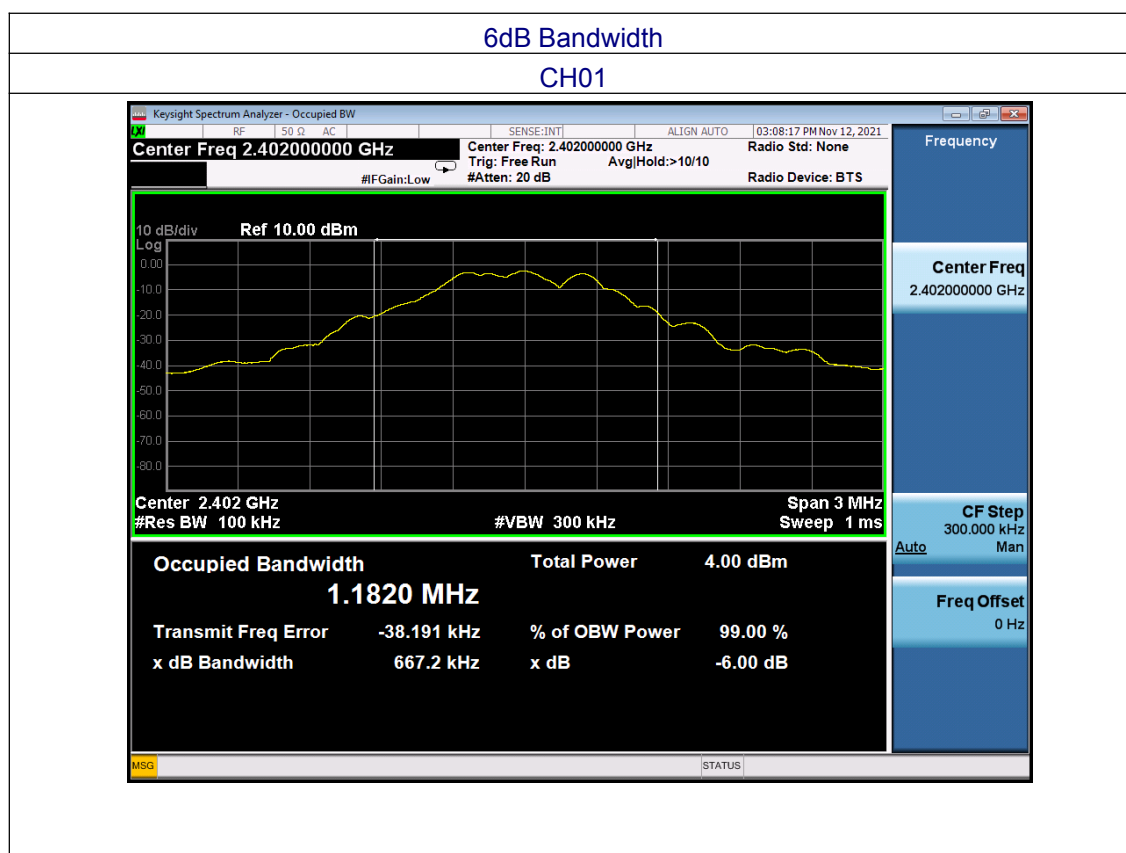 6dB Bandwidth
CH01
Keysight Spectrum Analyzer - Occupied BW
LXI RF 50 Ω AC SENSE:INT ALIGN AUTO 03:08:17 PM Nov 12, 2021
Center Freq 2.402000000 GHz
Center Freq: 2.402000000 GHz
Radio Std: None
Trig: Free Run Avg|Hold:>10/10
#IFGain:Low #Atten: 20 dB Radio Device: BTS
Frequency
10 dB/div Ref 10.00 dBm
Log
0.00
-10.0
-20.0
-30.0
-40.0
-50.0
-60.0
-70.0
-80.0
Center 2.402 GHz Span 3 MHz
#Res BW 100 kHz #VBW 300 kHz Sweep 1 ms
Occupied Bandwidth Total Power 4.00 dBm
1.1820 MHz
Transmit Freq Error -38.191 kHz % of OBW Power 99.00 %
x dB Bandwidth 667.2 kHz x dB -6.00 dB
Center Freq
2.402000000 GHz
CF Step
300.000 kHz
Auto Man
Freq Offset
0 Hz
MSG STATUS